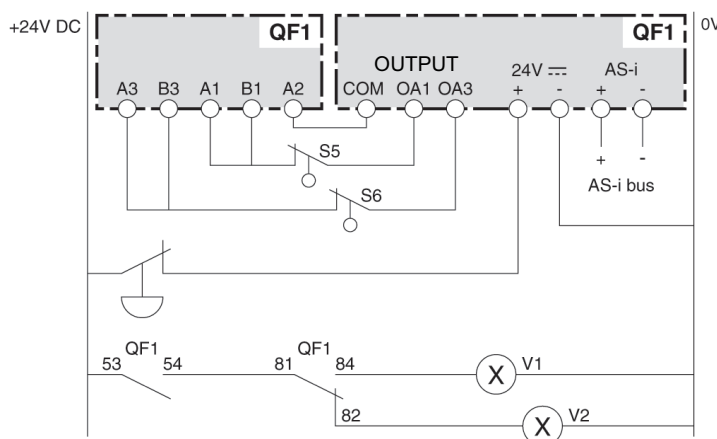 +24V DC
QF1
QF1
0V
OUTPUT
24V
AS-i
A3 B3 A1 B1 A2
COM OA1 OA3 + - + -
S5
+ -
AS-i bus
S6
QF1
QF1
53 54 81 84
X
V1
82
X
V2